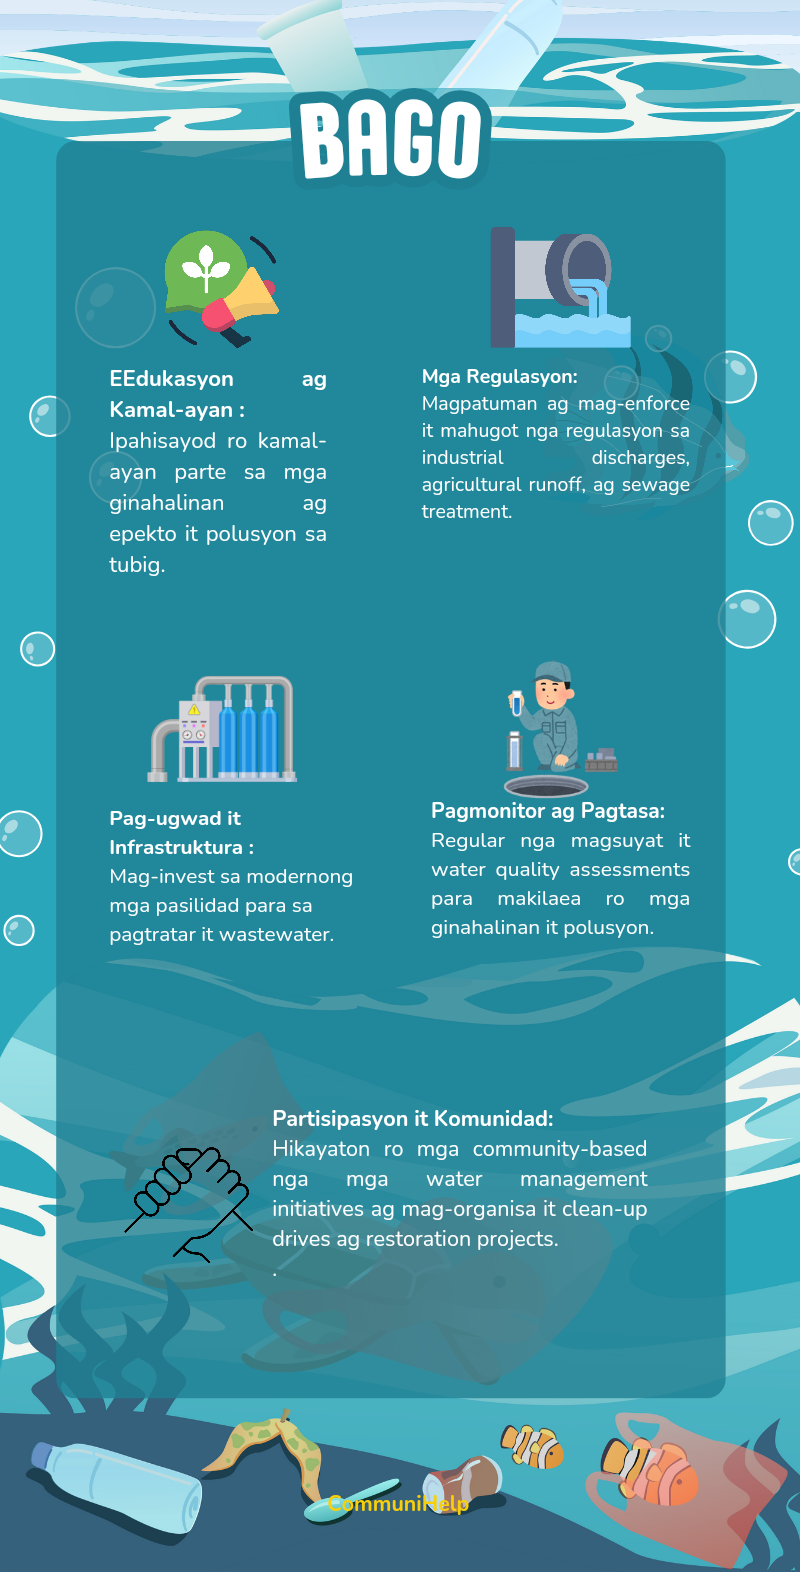 BAGO
EEdukasyon ag
Kamal-ayan :
Ipahisayod ro kamal-
ayan parte sa mga
ginahalinan ag
epekto it polusyon sa
tubig.
Mga Regulasyon:
Magpatuman ag mag-enforce
it mahugot nga regulasyon sa
industrial discharges,
agricultural runoff, ag sewage
treatment.
Pag-ugwad it
Infrastruktura :
Mag-invest sa modernong
mga pasilidad para sa
pagtratar it wastewater.
Pagmonitor ag Pagtasa:
Regular nga magsuyat it
water quality assessments
para makilaea ro mga
ginahalinan it polusyon.
Partisipasyon it Komunidad:
Hikayaton ro mga community-based
nga mga water management
initiatives ag mag-organisa it clean-up
drives ag restoration projects.
.
CommuniHelp